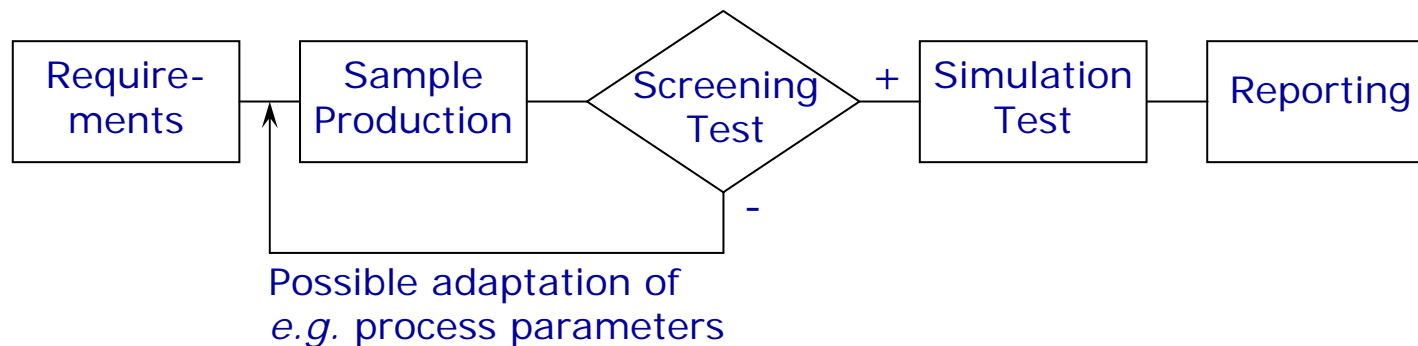 Require-
ments
Sample
Production
Screening
Test
+
-
Simulation
Test
Reporting
Possible adaptation of
e.g. process parameters